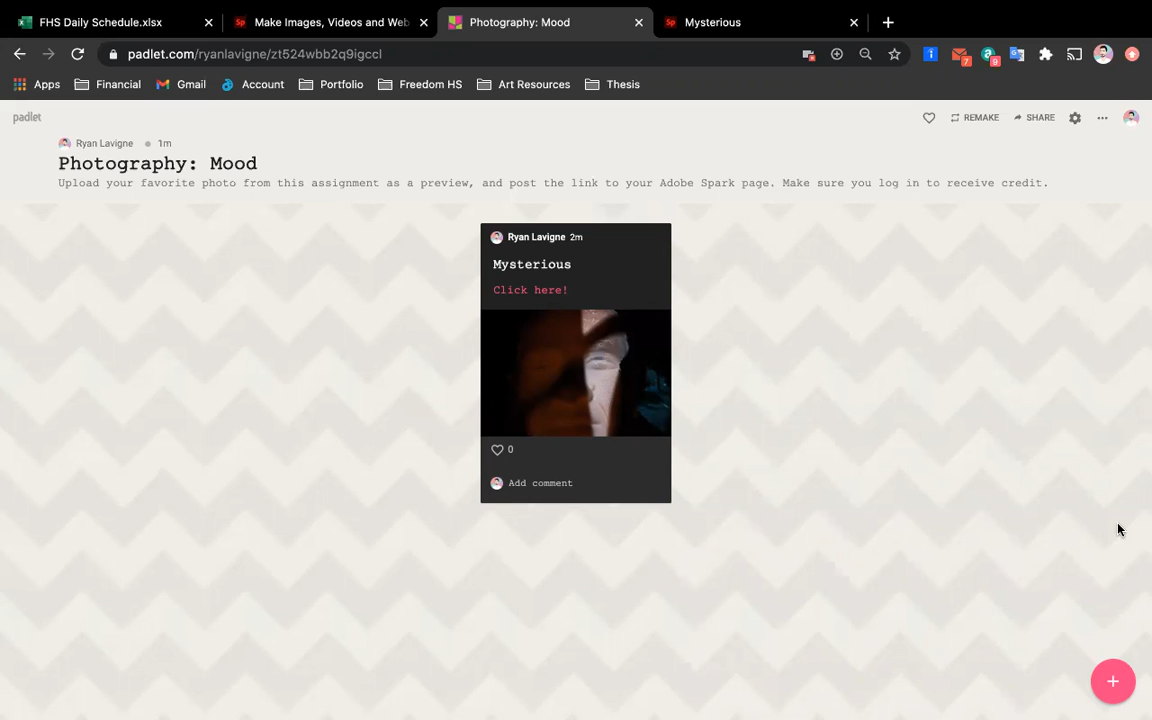 FHS Daily Schedule.xlsx
Make Images, Videos and Web
Photography: Mood
Mysterious
padlet.com/ryanlavigne/zt524wbb2q9igccl
7
9
Apps
Financial
Gmail
Account
Portfolio
Freedom HS
Art Resources
Thesis
padlet
REMAKE
SHARE
Ryan Lavigne
1m
Photography: Mood
Upload your favorite photo from this assignment as a preview, and post the link to your Adobe Spark page. Make sure you log in to receive credit.
Ryan Lavigne 2m
Mysterious
Click here!
0
Add comment